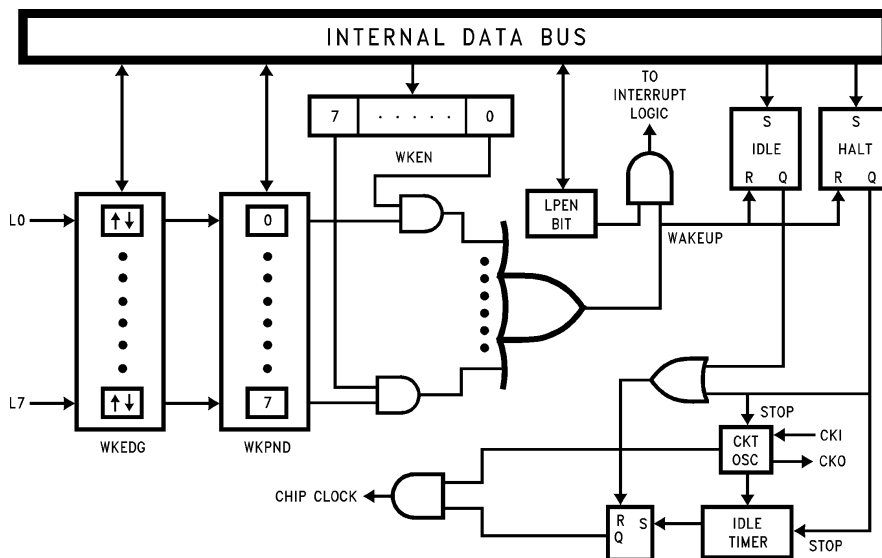 INTERNAL DATA BUS
TO
INTERRUPT
LOGIC
7 · · · · · 0
WKEN
S
IDLE
R Q
S
HALT
R Q
LPEN
BIT
WAKEUP
L0
↑↓
0
L7
↑↓
7
WKEDG
WKPND
STOP
CKT
OSC
CKI
CKO
CHIP CLOCK
R S
Q
IDLE
TIMER
STOP